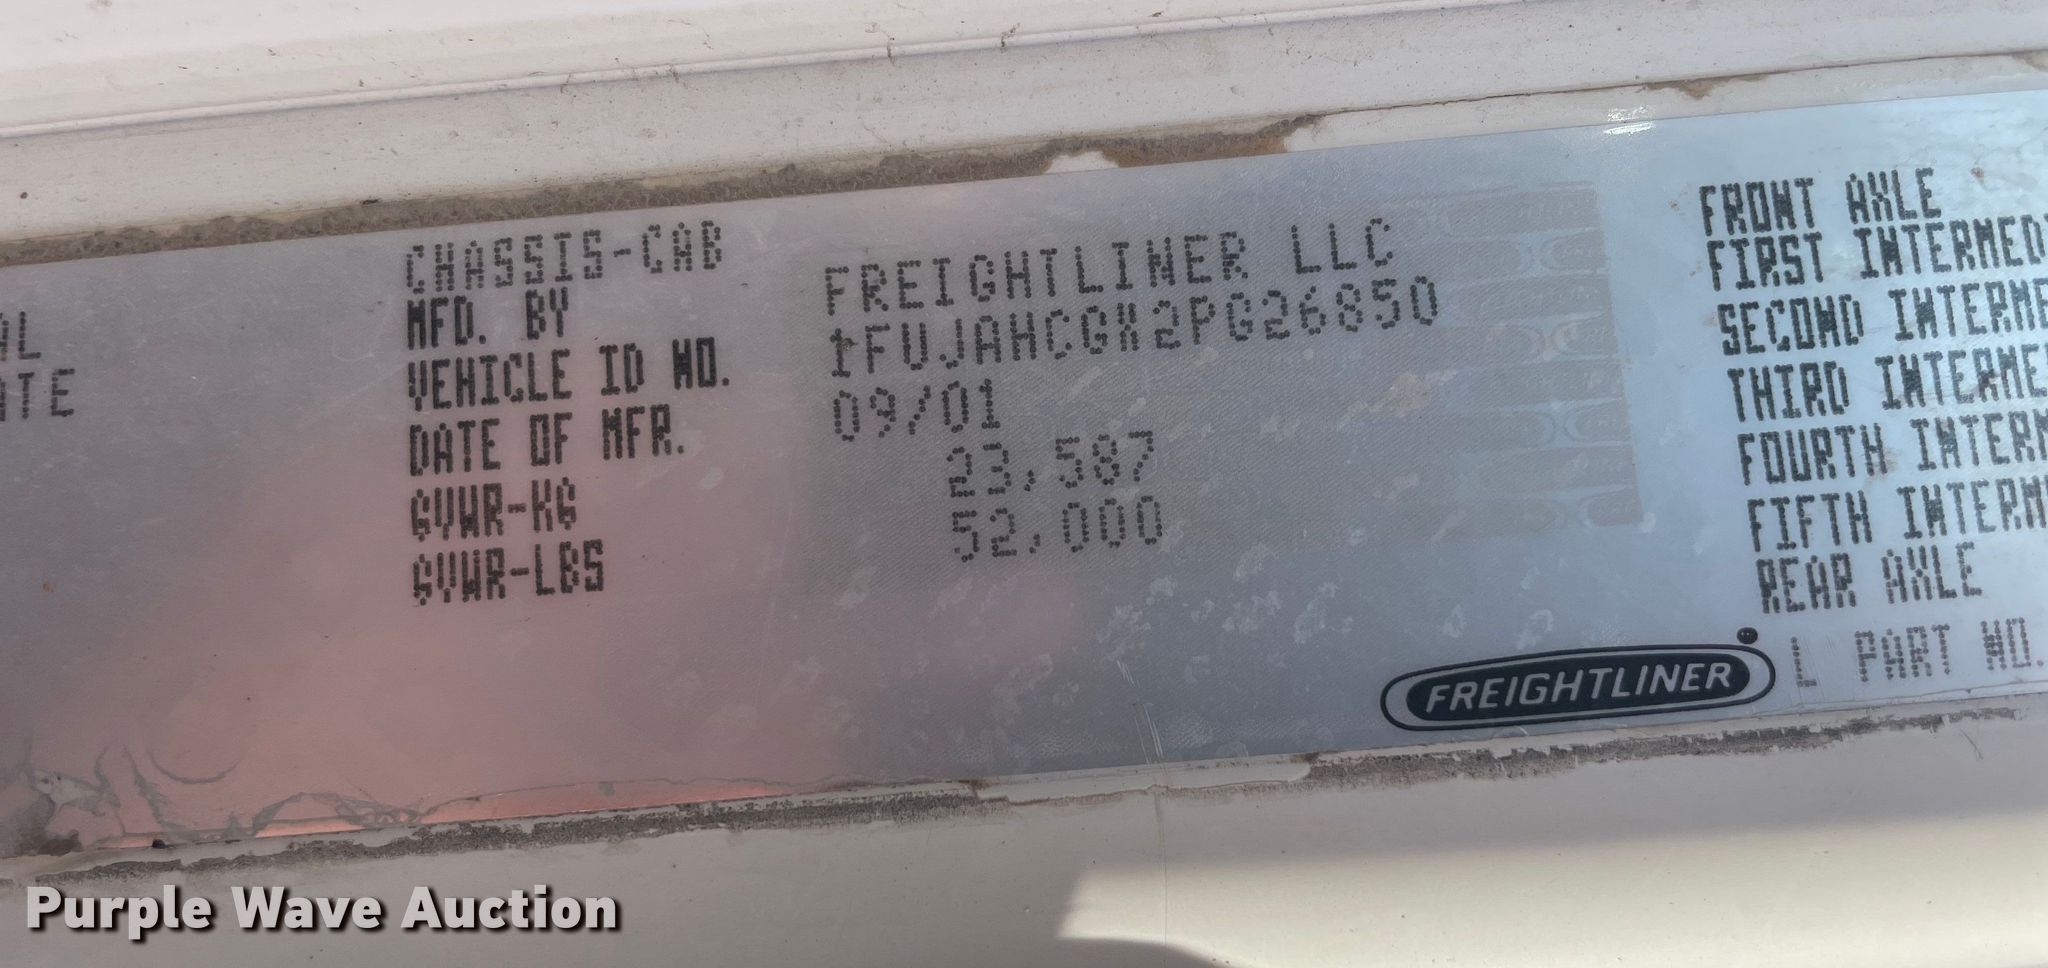 AL
ATE
CHASSIS-CAB
MFD. BY FREIGHTLINER LLC
VEHICLE ID NO. 1FUJAHCGX2PG26850
DATE OF MFR. 09/01
GVWR-KG 23,587
GVWR-LBS 52,000
FRONT AXLE
FIRST INTERMED
SECOND INTERME
THIRD INTERME
FOURTH INTERM
FIFTH INTERM
REAR AXLE
FREIGHTLINER
PART NO.
Purple Wave Auction